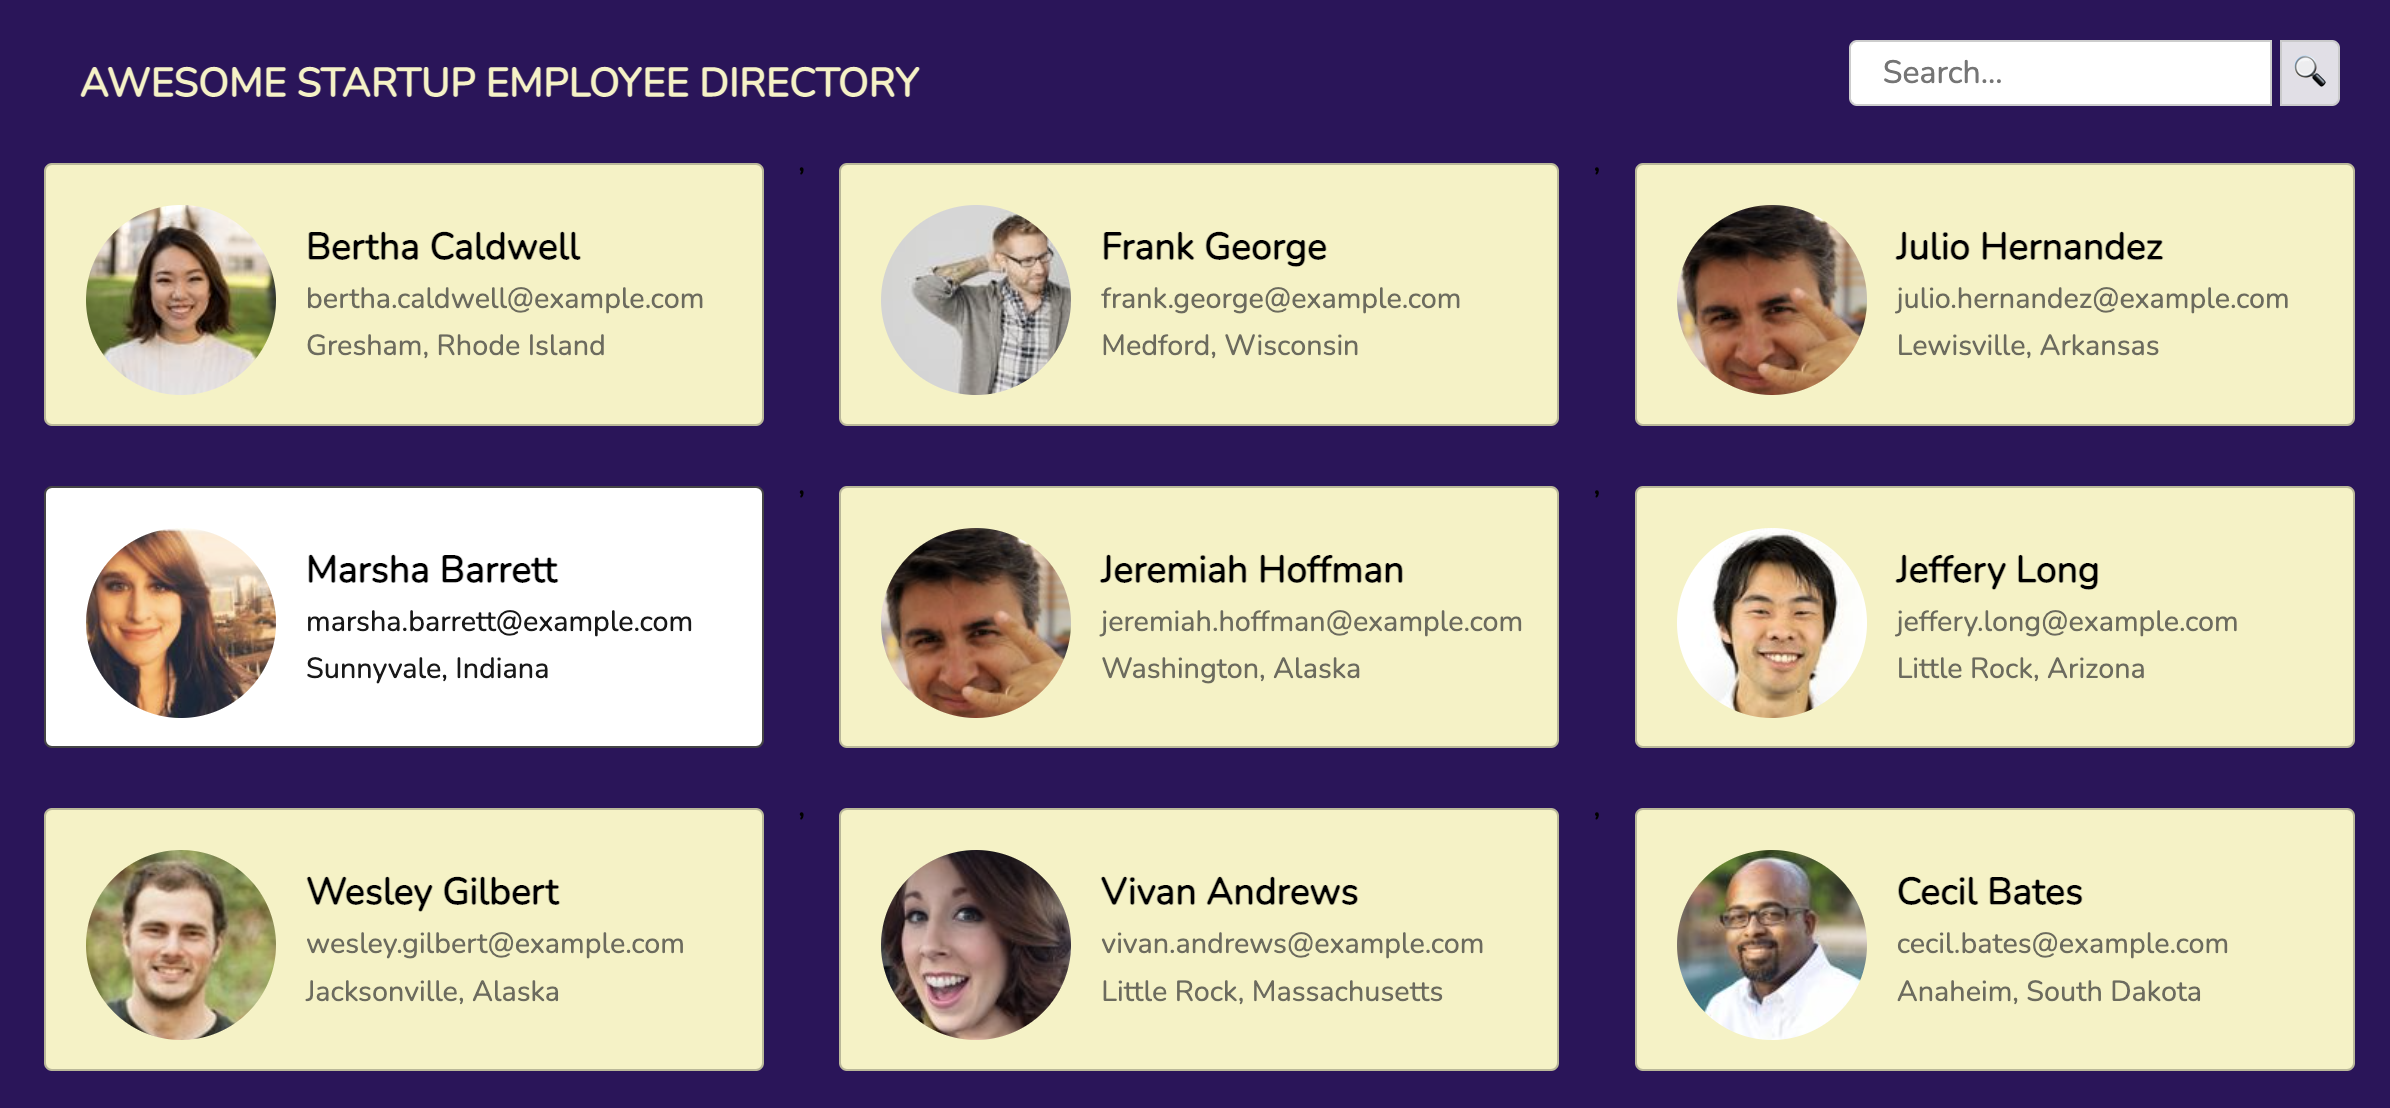 AWESOME STARTUP EMPLOYEE DIRECTORY
Search...
Bertha Caldwell
bertha.caldwell@example.com
Gresham, Rhode Island
,
Frank George
frank.george@example.com
Medford, Wisconsin
,
Julio Hernandez
julio.hernandez@example.com
Lewisville, Arkansas
Marsha Barrett
marsha.barrett@example.com
Sunnyvale, Indiana
,
Jeremiah Hoffman
jeremiah.hoffman@example.com
Washington, Alaska
,
Jeffery Long
jeffery.long@example.com
Little Rock, Arizona
Wesley Gilbert
wesley.gilbert@example.com
Jacksonville, Alaska
,
Vivan Andrews
vivan.andrews@example.com
Little Rock, Massachusetts
,
Cecil Bates
cecil.bates@example.com
Anaheim, South Dakota